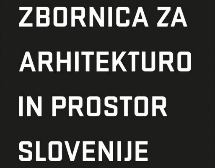 ZBORNICA ZA
ARHITEKTURO
IN PROSTOR
SLOVENIJE